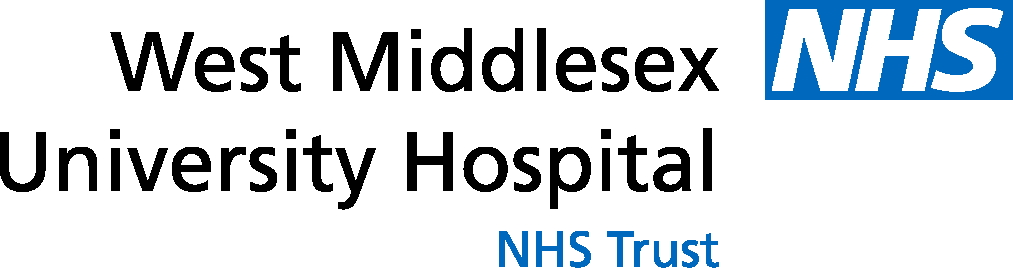 West Middlesex NHS
University Hospital
NHS Trust